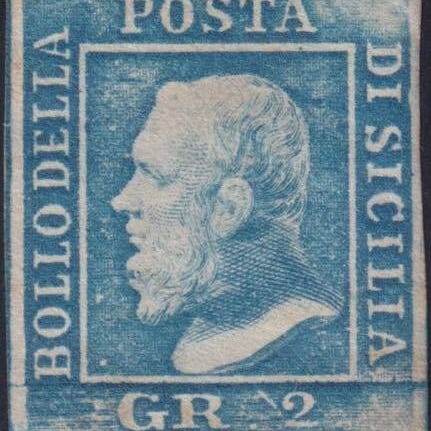 BOLLO DELLA
POSTA
DI SICILIA
GR. 2